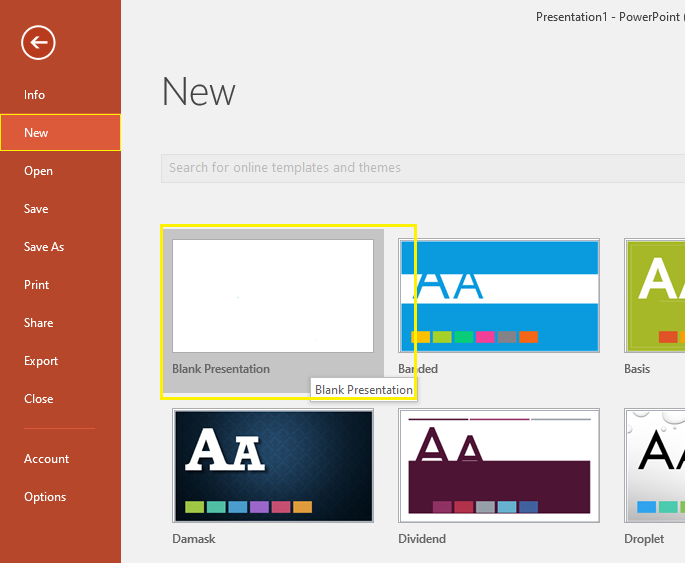 Presentation1 - PowerPoint (
Info
New
Open
Save
Save As
Print
Share
Export
Close
Account
Options
New
Search for online templates and themes
Blank Presentation
Blank Presentation
AA
Banded
AA
Basis
AA
Damask
AA
Dividend
AA
Droplet